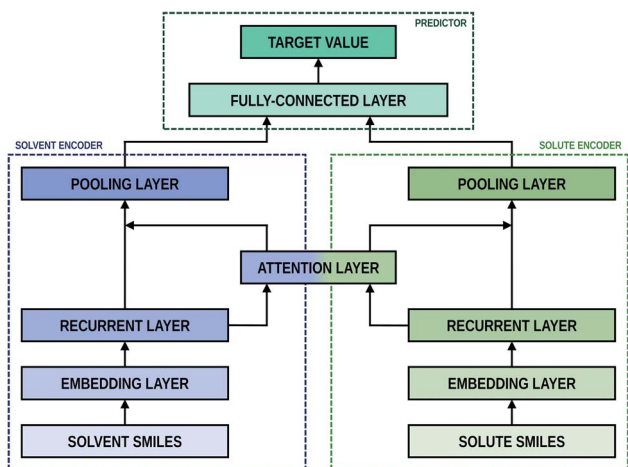 PREDICTOR
TARGET VALUE
FULLY-CONNECTED LAYER
SOLVENT ENCODER
SOLUTE ENCODER
POOLING LAYER
POOLING LAYER
ATTENTION LAYER
RECURRENT LAYER
RECURRENT LAYER
EMBEDDING LAYER
EMBEDDING LAYER
SOLVENT SMILES
SOLUTE SMILES